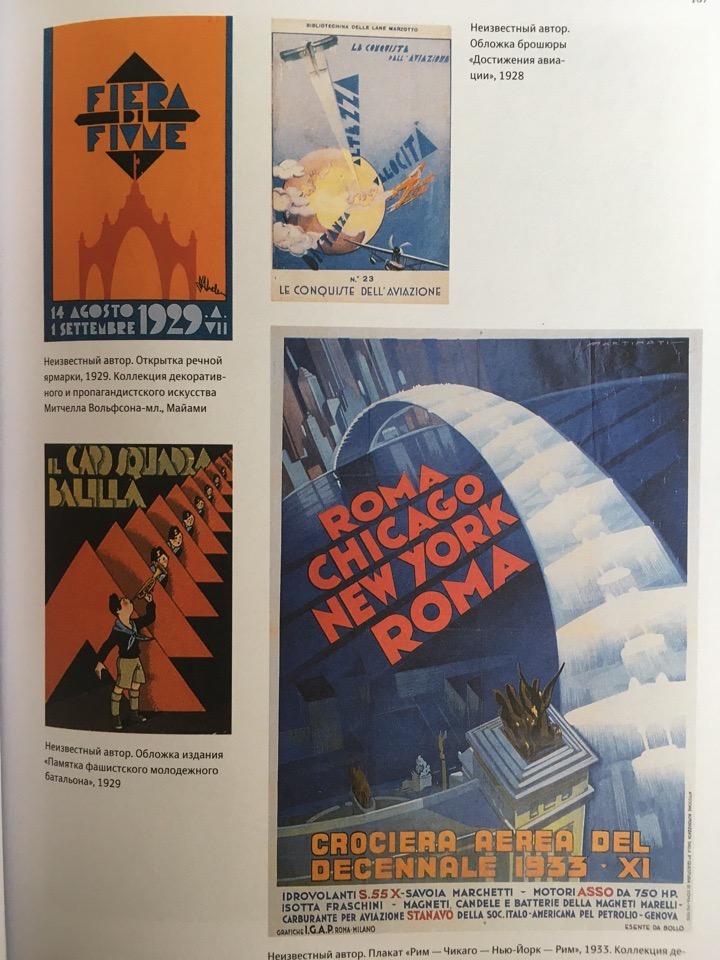 FIERA
DI
FIVME
14 AGOSTO
1 SETTEMBRE 1929 .A. VII
Неизвестный автор. Открытка речной
ярмарки, 1929. Коллекция декоратив-
ного и пропагандистского искусства
Митчелла Вольфсона-мл., Майами
BIBLIOTECHINA DELLE LANE MARZOTTO
LA CONQUISTA
DALL'AVIAZIONE
ALTEZZA
VELOCITÀ
DISTANZA
N.° 23
LE CONQUISTE DELL'AVIAZIONE
Неизвестный автор.
Обложка брошюры
«Достижения авиа-
ции», 1928
IL CAPO SQUADRA
BALILLA
Неизвестный автор. Обложка издания
«Памятка фашистского молодежного
батальона», 1929
MARTINATI
ROMA
CHICAGO
NEW YORK
ROMA
CROCIERA AEREA DEL
DECENNALE 1933 · XI
IDROVOLANTI S.55 X - SAVOIA MARCHETTI - MOTORI ASSO DA 750 HP.
ISOTTA FRASCHINI - MAGNETI, CANDELE E BATTERIE DELLA MAGNETI MARELLI -
CARBURANTE PER AVIAZIONE STANAVO DELLA SOC. ITALO-AMERICANA PEL PETROLIO - GENOVA
GRAFICHE I.G.A.P. ROMA-MILANO
ESENTE DA BOLLO
Неизвестный автор. Плакат «Рим — Чикаго — Нью-Йорк — Рим», 1933. Коллекция де-